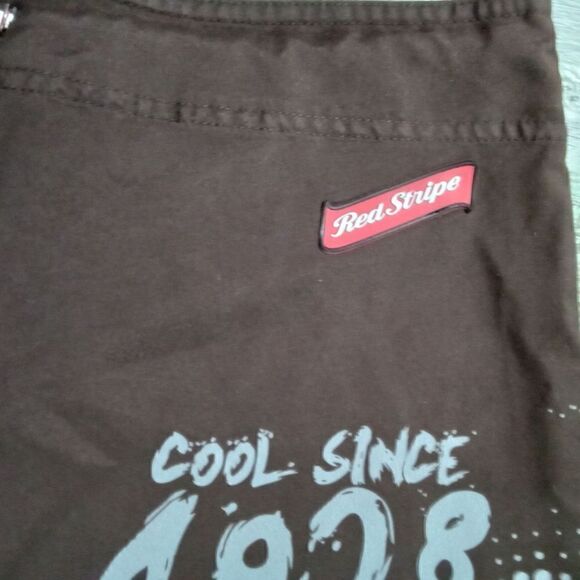 Red Stripe
COOL SINCE
1928